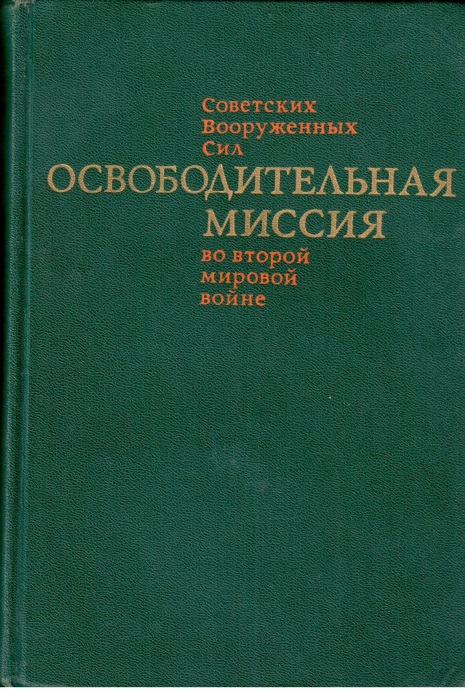 Советских
Вооруженных
Сил
ОСВОБОДИТЕЛЬНАЯ
МИССИЯ
во второй
мировой
войне